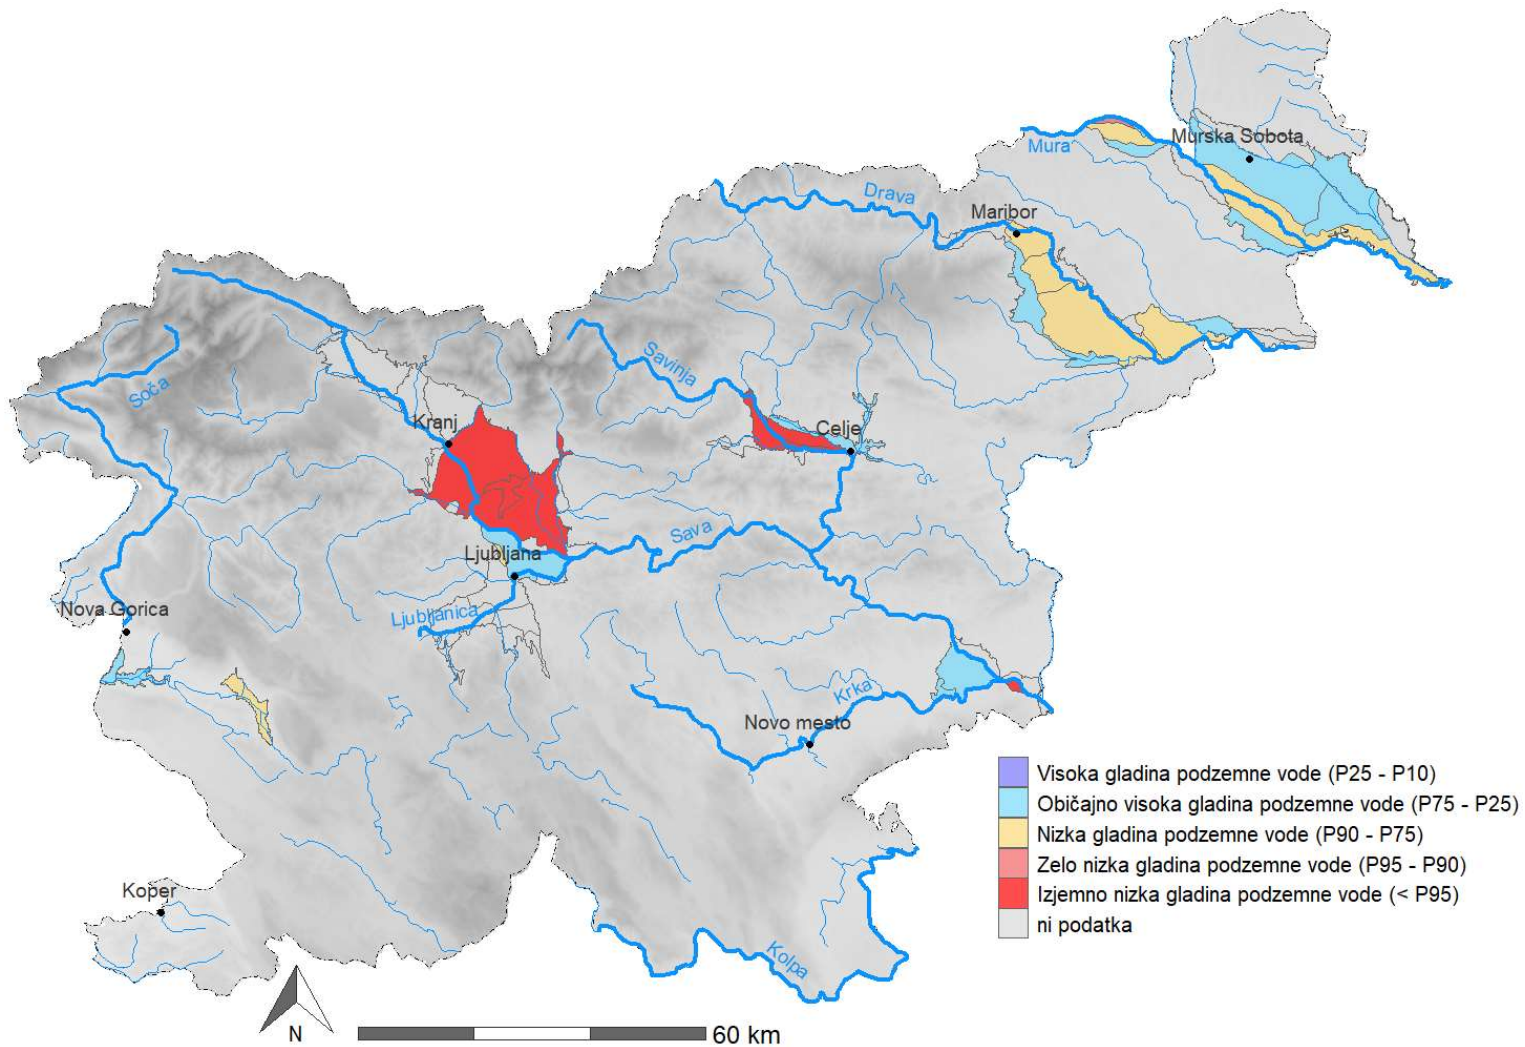 Murska Sobota
Mura
Drava
Maribor
Savinja
Soča
Kranj
Celje
Sava
Ljubljana
Nova Gorica
Ljubljanica
Krka
Novo mesto
Visoka gladina podzemne vode (P25 - P10)
Običajno visoka gladina podzemne vode (P75 - P25)
Nizka gladina podzemne vode (P90 - P75)
Zelo nizka gladina podzemne vode (P95 - P90)
Izjemno nizka gladina podzemne vode (< P95)
ni podatka
Koper
Kolpa
N
60 km